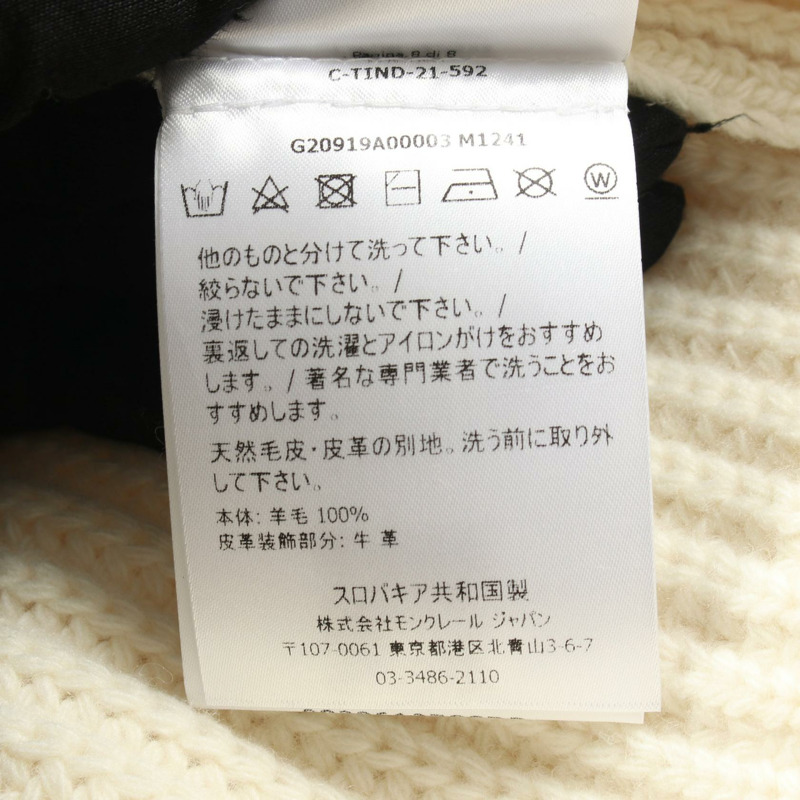 Pagina 8 di 8
C-TIND-21-592
G20919A00003 M1241
W
他のものと分けて洗って下さい。/
絞らないで下さい。/
浸けたままにしないで下さい。/
裏返しての洗濯とアイロンがけをおすすめ
します。/ 著名な専門業者で洗うことをお
すすめします。
天然毛皮・皮革の別地。洗う前に取り外
して下さい。
本体: 羊毛 100%
皮革装飾部分: 牛 革
スロバキア共和国製
株式会社モンクレール ジャパン
〒107-0061 東京都港区北青山3-6-7
03-3486-2110